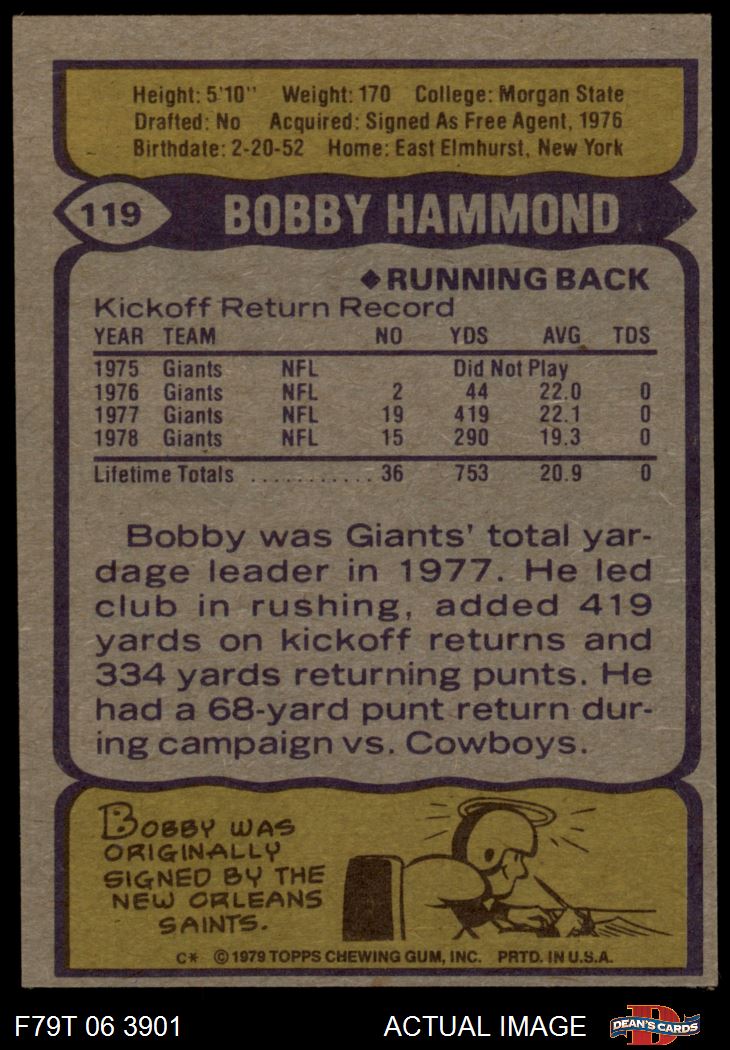 Height: 5'10" Weight: 170 College: Morgan State
Drafted: No Acquired: Signed As Free Agent, 1976
Birthdate: 2-20-52 Home: East Elmhurst, New York
119 BOBBY HAMMOND
◆RUNNING BACK
Kickoff Return Record
YEAR TEAM NO YDS AVG TDS
1975 Giants NFL Did Not Play
1976 Giants NFL 2 44 22.0 0
1977 Giants NFL 19 419 22.1 0
1978 Giants NFL 15 290 19.3 0
Lifetime Totals ........... 36 753 20.9 0
Bobby was Giants' total yar-
dage leader in 1977. He led
club in rushing, added 419
yards on kickoff returns and
334 yards returning punts. He
had a 68-yard punt return dur-
ing campaign vs. Cowboys.
BOBBY WAS
ORIGINALLY
SIGNED BY THE
NEW ORLEANS
SAINTS.
C* ©1979 TOPPS CHEWING GUM, INC. PRTD. IN U.S.A.
F79T 06 3901 ACTUAL IMAGE DEAN'S CARDS